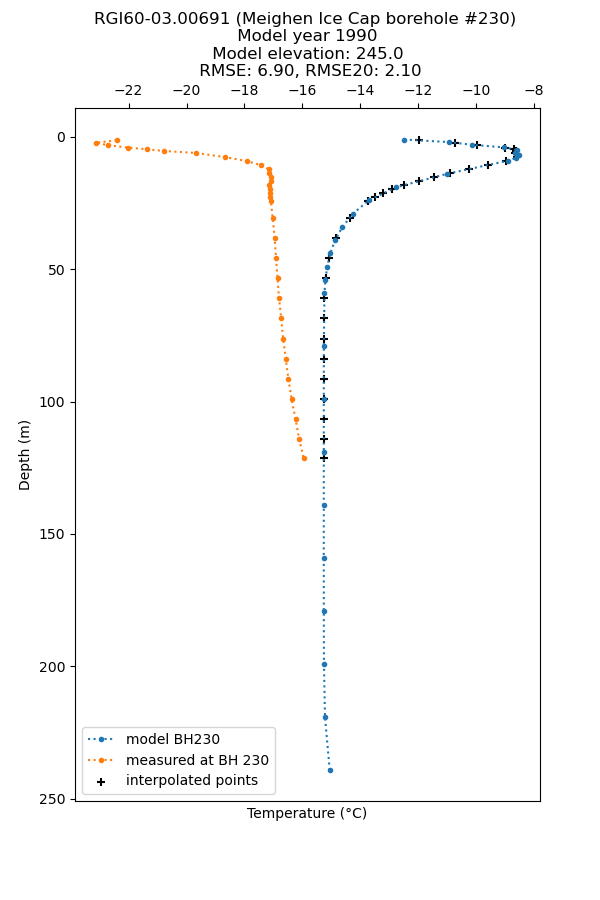 RGI60-03.00691 (Meighen Ice Cap borehole #230)
Model year 1990
Model elevation: 245.0
RMSE: 6.90, RMSE20: 2.10
−22 −20 −18 −16 −14 −12 −10 −8
0
50
100
150
200
250
Depth (m)
model BH230
measured at BH 230
interpolated points
Temperature (°C)